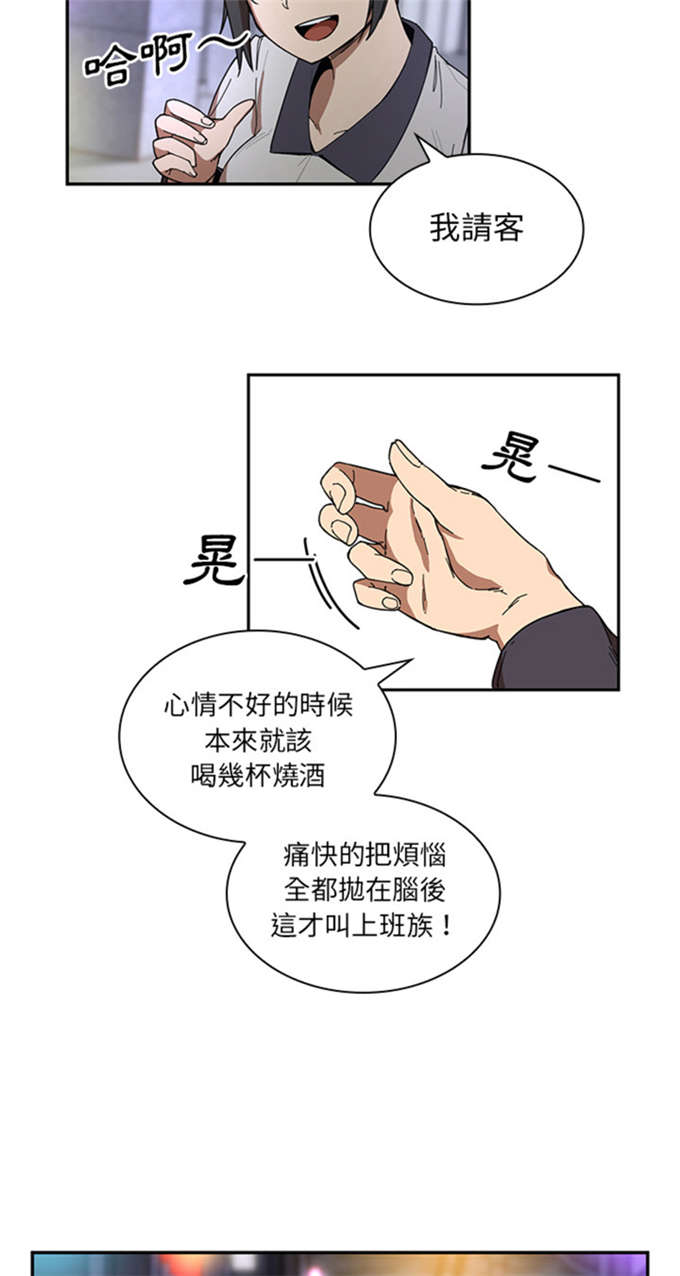 哈啊～
我請客
晃
晃
心情不好的時候
本來就該
喝幾杯燒酒
痛快的把煩惱
全都拋在腦後
這才叫上班族！